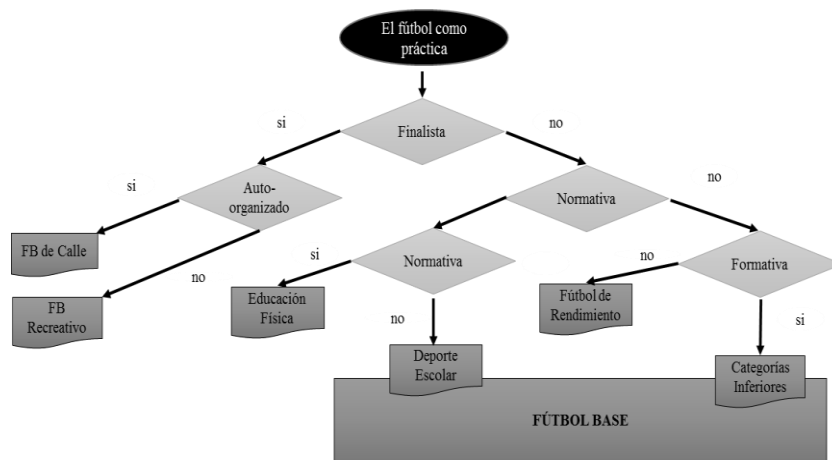 El fútbol como
práctica
si
Finalista
no
si
Auto-
organizado
Normativa
no
FB de Calle
no
si
Normativa
no
Formativa
FB
Recreativo
Educación
Física
no
Fútbol de
Rendimiento
si
Deporte
Escolar
Categorías
Inferiores
FÚTBOL BASE